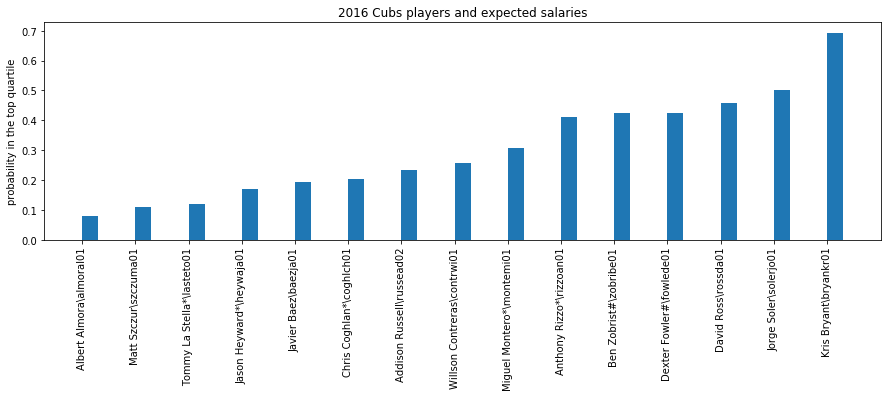 2016 Cubs players and expected salaries
probability in the top quartile
0.7
0.6
0.5
0.4
0.3
0.2
0.1
0.0
Albert Almora\almoral01
Matt Szczur\szczuma01
Tommy La Stella*\lasteto01
Jason Heyward*\heywaja01
Javier Baez\baezja01
Chris Coghlan*\coghlch01
Addison Russell\russead02
Willson Contreras\contrwi01
Miguel Montero*\montemi01
Anthony Rizzo*\rizzoan01
Ben Zobrist#\zobribe01
Dexter Fowler#\fowlede01
David Ross\rossda01
Jorge Soler\solerjo01
Kris Bryant\bryankr01